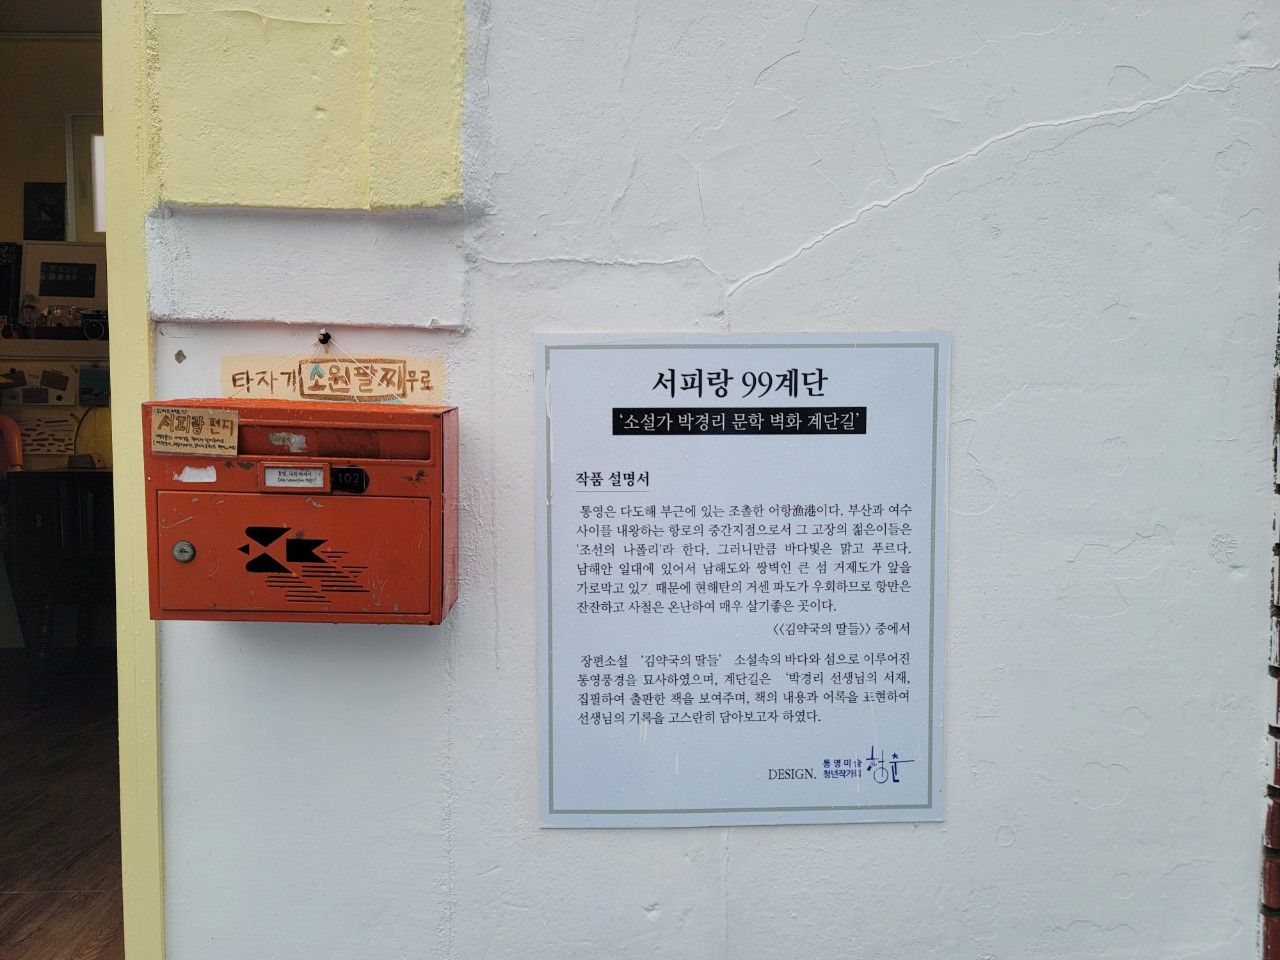 타자기 소원팔찌 무료
서피랑 편지
102
서피랑 99계단
'소설가 박경리 문학 벽화 계단길'
작품 설명서
통영은 다도해 부근에 있는 조촐한 어항漁港이다. 부산과 여수
사이를 내왕하는 항로의 중간지점으로서 그 고장의 젊은이들은
'조선의 나폴리'라 한다. 그러니만큼 바다빛은 맑고 푸르다.
남해안 일대에 있어서 남해도와 쌍벽인 큰 섬 거제도가 앞을
가로막고 있기 때문에 현해탄의 거센 파도가 우회하므로 항만은
잔잔하고 사철은 온난하여 매우 살기좋은 곳이다.
<<김약국의 딸들>> 중에서
장편소설 '김약국의 딸들' 소설속의 바다와 섬으로 이루어진
통영풍경을 묘사하였으며, 계단길은 '박경리 선생님의 서재,
집필하여 출판한 책을 보여주며, 책의 내용과 어록을 표현하여
선생님의 기록을 고스란히 담아보고자 하였다.
DESIGN.
통영미
청년작가